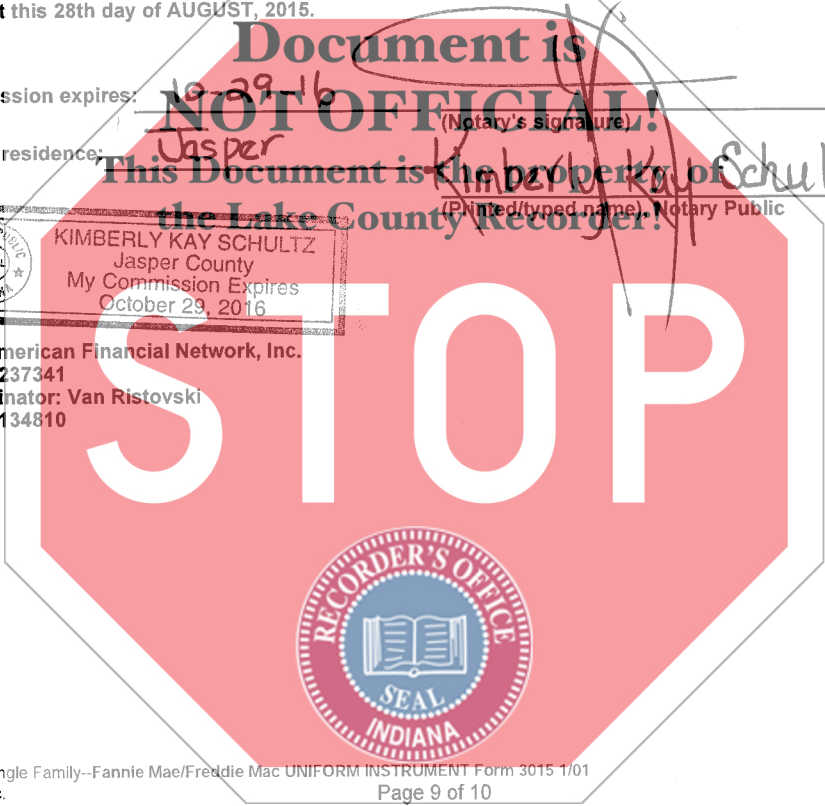 t this 28th day of AUGUST, 2015.
Document is
ssion expires: 10-29-16
NOT OFFICIAL!
(Notary's signature)
residence: Jasper
This Document is the property of
Kimberly Kay Schul
(Printed/typed name), Notary Public
the Lake County Recorder!
KIMBERLY KAY SCHULTZ
Jasper County
My Commission Expires
October 29, 2016
merican Financial Network, Inc.
237341
inator: Van Ristovski
134810
STOP
RECORDER'S OFFICE
SEAL
INDIANA
ngle Family--Fannie Mae/Freddie Mac UNIFORM INSTRUMENT Form 3015 1/01
c.
Page 9 of 10